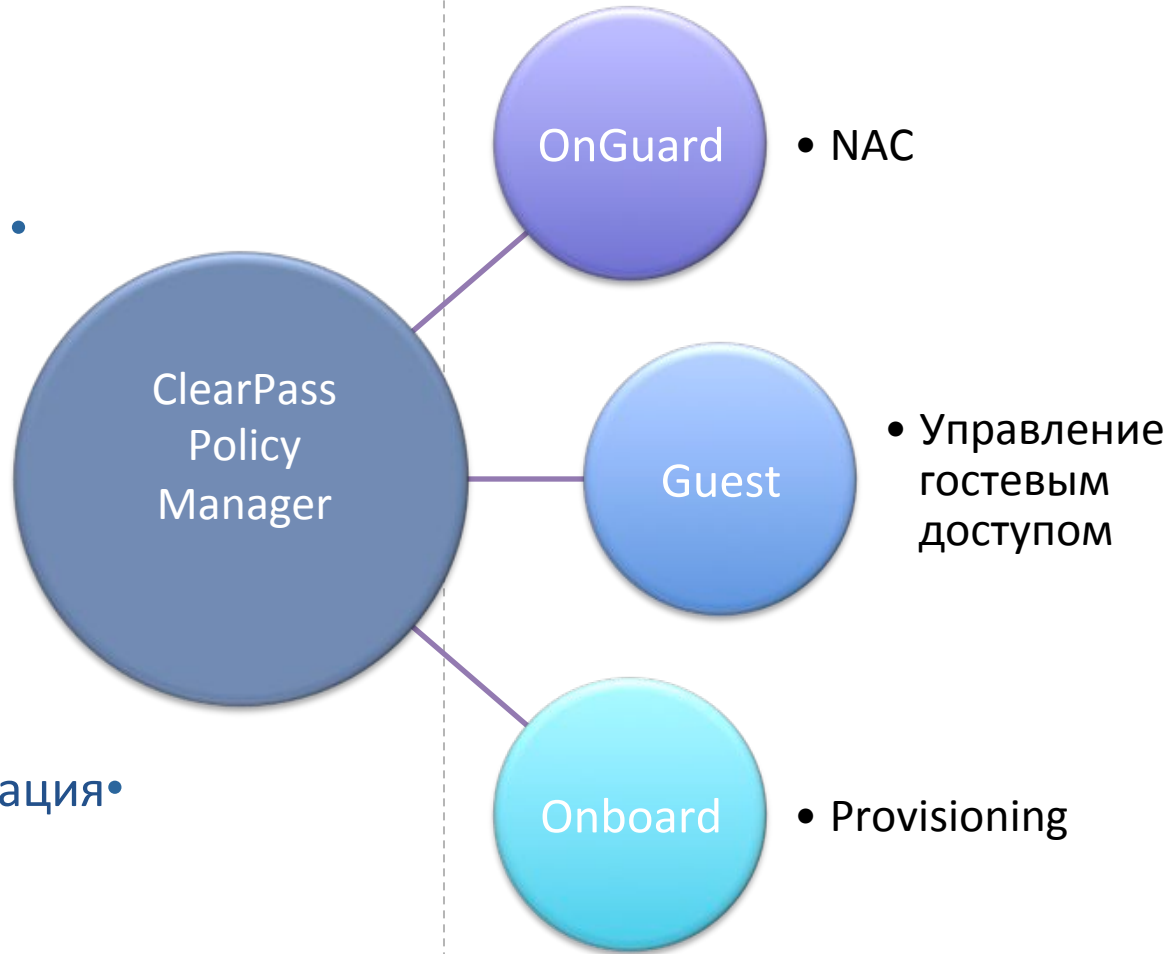 OnGuard
• NAC
•
ClearPass
Policy
Manager
Guest
• Управление
гостевым
доступом
ация•
Onboard
• Provisioning